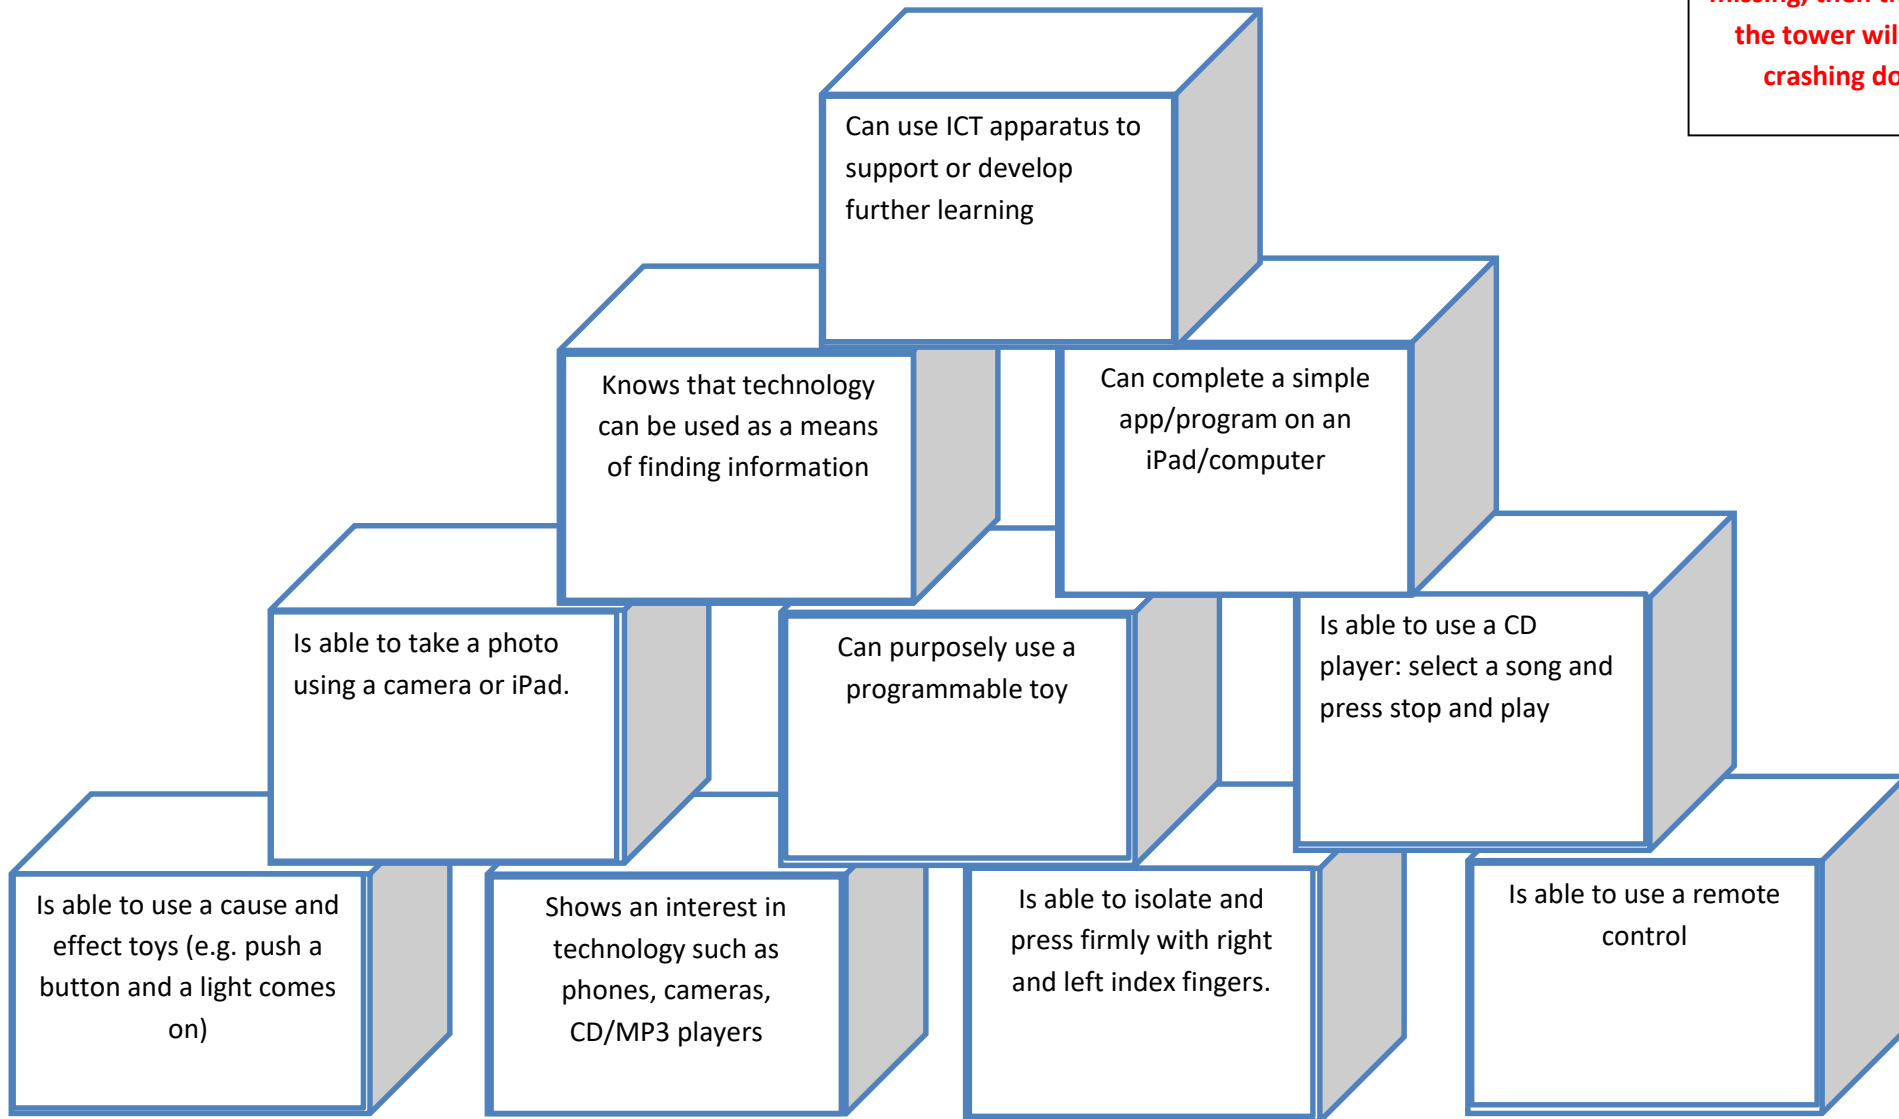 missing, then th
the tower wil
crashing do
Can use ICT apparatus to
support or develop
further learning
Knows that technology
can be used as a means
of finding information
Can complete a simple
app/program on an
iPad/computer
Is able to take a photo
using a camera or iPad.
Can purposely use a
programmable toy
Is able to use a CD
player: select a song and
press stop and play
Is able to use a cause and
effect toys (e.g. push a
button and a light comes
on)
Shows an interest in
technology such as
phones, cameras,
CD/MP3 players
Is able to isolate and
press firmly with right
and left index fingers.
Is able to use a remote
control